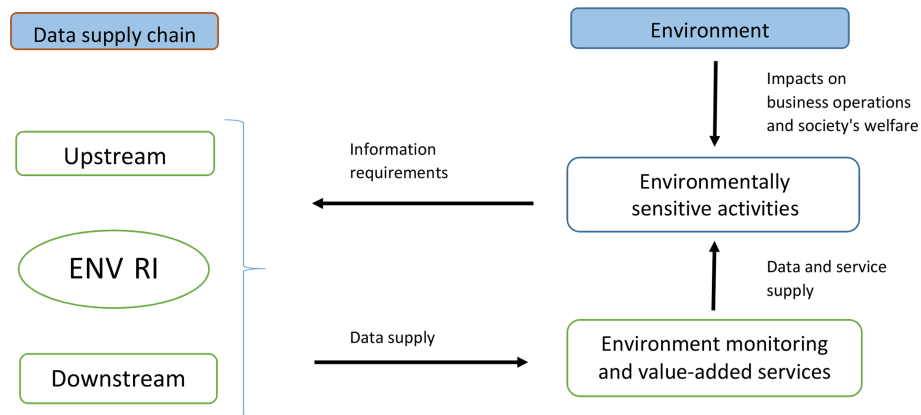 Data supply chain
Environment
Impacts on
business operations
and society's welfare
Upstream
Information
requirements
Environmentally
sensitive activities
ENV RI
Data and service
supply
Data supply
Environment monitoring
and value-added services
Downstream